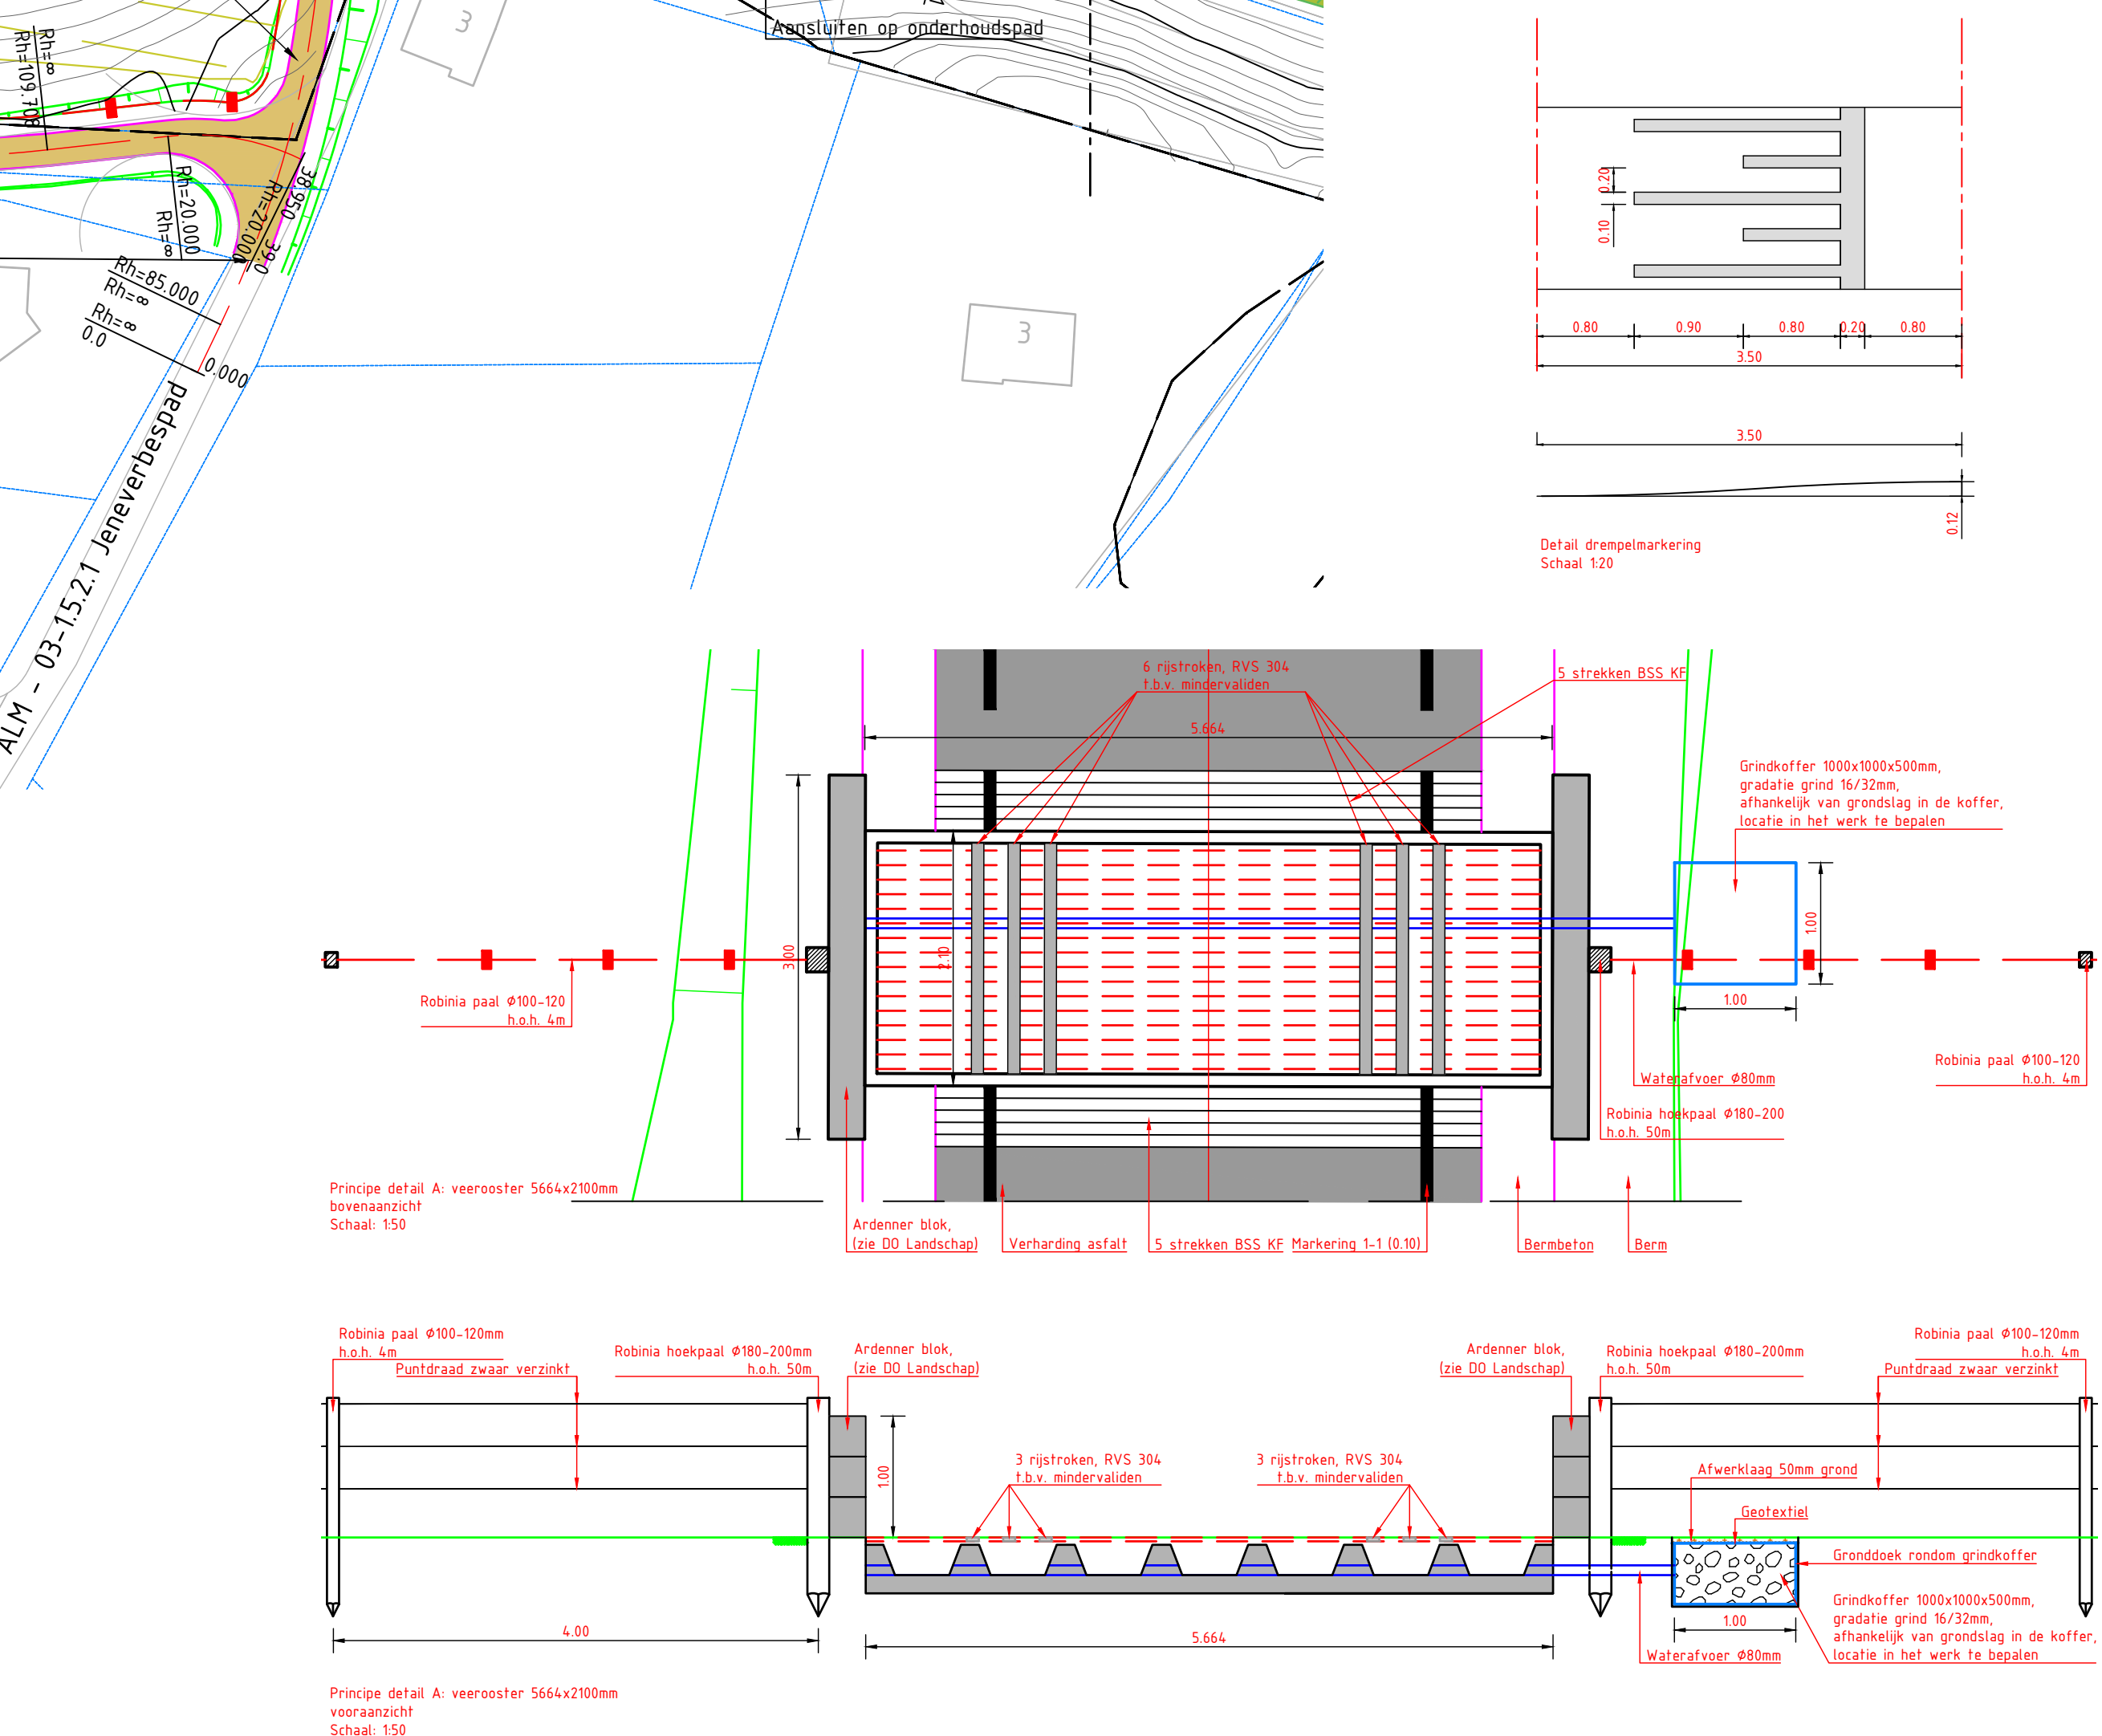 Rh=∞
Rh=109.708
Rh=20.000
Rh=∞
38.950
Rh=20.000
39.0
Rh=85.000
Rh=∞
Rh=∞
0.0
0.000
ALM - 03-1.5.2.1 Jeneverbespad
3
Aansluiten op onderhoudspad
3
0.20
0.10
0.80
0.90
0.80
0.20
0.80
3.50
3.50
0.12
Detail drempelmarkering
Schaal 1:20
6 rijstroken, RVS 304
t.b.v. mindervaliden
5 strekken BSS KF
5.664
Grindkoffer 1000x1000x500mm,
gradatie grind 16/32mm,
afhankelijk van grondslag in de koffer,
locatie in het werk te bepalen
3.00
2.10
1.00
1.00
Robinia paal Ø100-120
h.o.h. 4m
Robinia paal Ø100-120
h.o.h. 4m
Waterafvoer Ø80mm
Robinia hoekpaal Ø180-200
h.o.h. 50m
Principe detail A: veerooster 5664x2100mm
bovenaanzicht
Schaal: 1:50
Ardenner blok,
(zie DO Landschap)
Verharding asfalt
5 strekken BSS KF
Markering 1-1 (0.10)
Bermbeton
Berm
Robinia paal Ø100-120mm
h.o.h. 4m
Puntdraad zwaar verzinkt
Robinia hoekpaal Ø180-200mm
h.o.h. 50m
Ardenner blok,
(zie DO Landschap)
Ardenner blok,
(zie DO Landschap)
Robinia hoekpaal Ø180-200mm
h.o.h. 50m
Robinia paal Ø100-120mm
h.o.h. 4m
Puntdraad zwaar verzinkt
1.00
3 rijstroken, RVS 304
t.b.v. mindervaliden
3 rijstroken, RVS 304
t.b.v. mindervaliden
Afwerklaag 50mm grond
Geotextiel
Gronddoek rondom grindkoffer
Grindkoffer 1000x1000x500mm,
gradatie grind 16/32mm,
afhankelijk van grondslag in de koffer,
locatie in het werk te bepalen
1.00
4.00
5.664
Waterafvoer Ø80mm
Principe detail A: veerooster 5664x2100mm
vooraanzicht
Schaal: 1:50